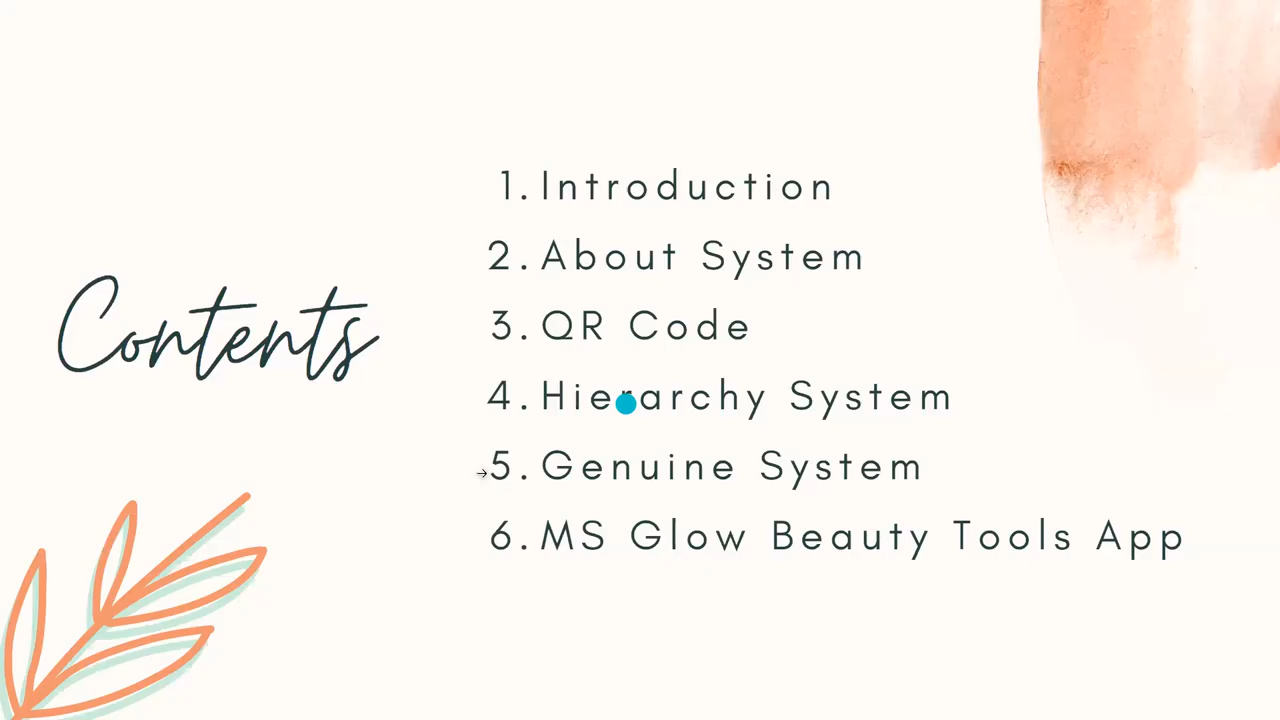 Contents
1. Introduction
2. About System
3. QR Code
4. Hierarchy System
5. Genuine System
6. MS Glow Beauty Tools App